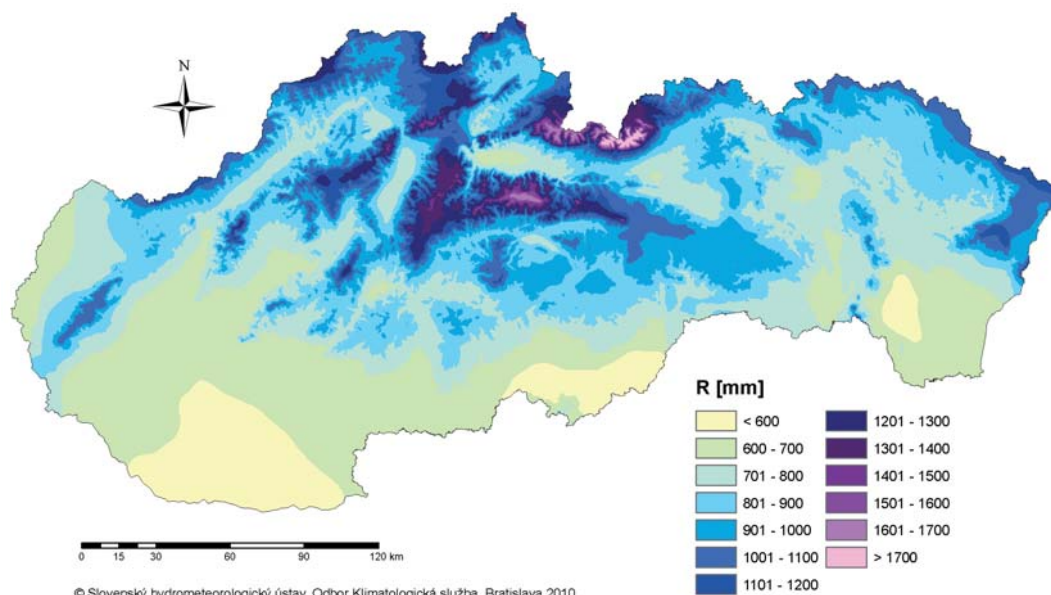 N
R [mm]
< 600
600 - 700
701 - 800
801 - 900
901 - 1000
1001 - 1100
1101 - 1200
1201 - 1300
1301 - 1400
1401 - 1500
1501 - 1600
1601 - 1700
> 1700
0 15 30 60 90 120 km
© Slovenský hydrometeorologický ústav, Odbor Klimatologická služba, Bratislava 2010